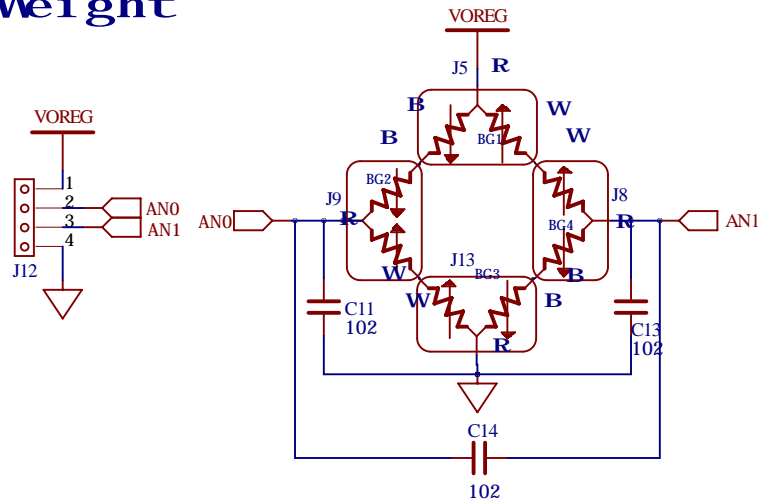 Weight
VOREG
J5 R
B W
VOREG
B BG1 W
1
BG2
2 AN0
J9 J8
3 AN1
AN0 R BG4 R AN1
4
J12
J13
W BG3 B
C11 W B
102
C13
R 102
C14
102